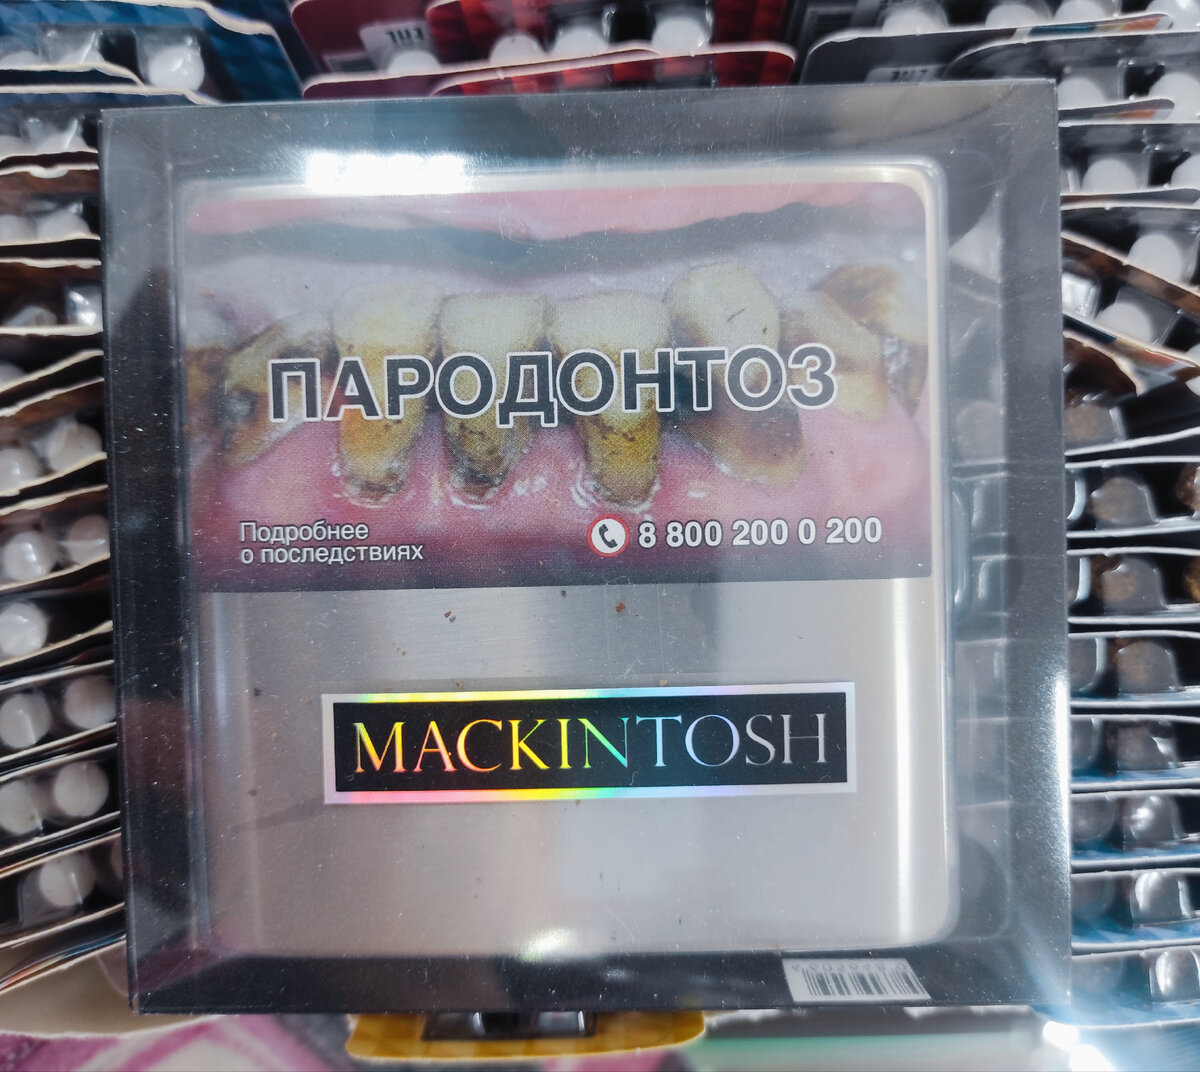 ПАРОДОНТОЗ
Подробнее
о последствиях
8 800 200 0 200
MACKINTOSH